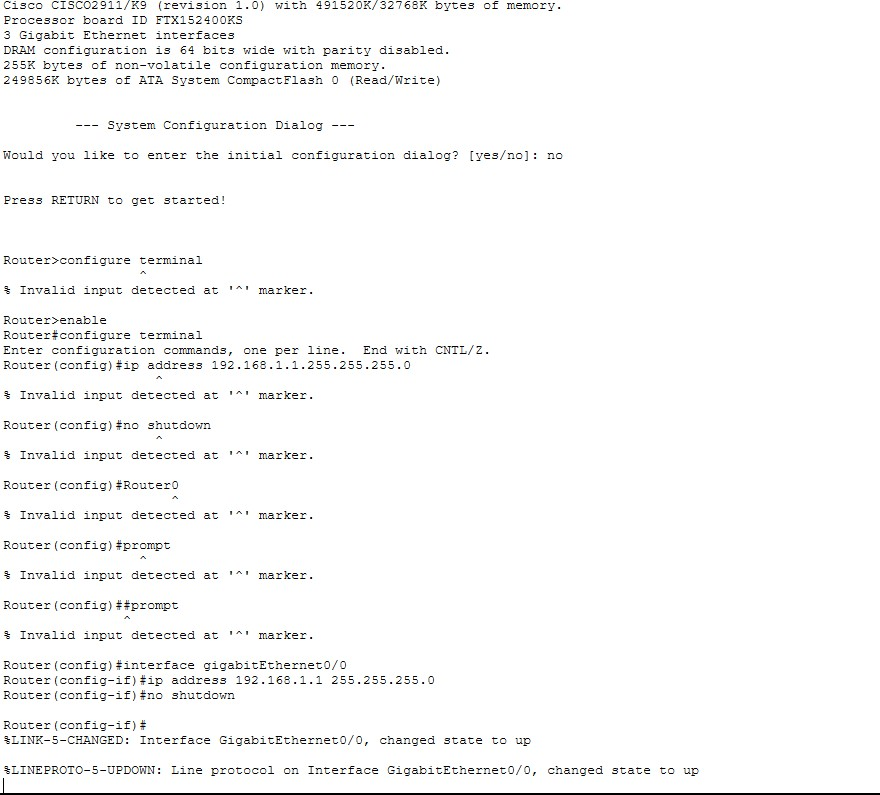 Cisco CISCO2911/K9 (revision 1.0) with 491520K/32768K bytes of memory.
Processor board ID FTX152400KS
3 Gigabit Ethernet interfaces
DRAM configuration is 64 bits wide with parity disabled.
255K bytes of non-volatile configuration memory.
249856K bytes of ATA System CompactFlash 0 (Read/Write)
--- System Configuration Dialog ---
Would you like to enter the initial configuration dialog? [yes/no]: no
Press RETURN to get started!
Router>configure terminal
^
% Invalid input detected at '^' marker.
Router>enable
Router#configure terminal
Enter configuration commands, one per line.  End with CNTL/Z.
Router(config)#ip address 192.168.1.1.255.255.255.0
^
% Invalid input detected at '^' marker.
Router(config)#no shutdown
^
% Invalid input detected at '^' marker.
Router(config)#Router0
^
% Invalid input detected at '^' marker.
Router(config)#prompt
^
% Invalid input detected at '^' marker.
Router(config)##prompt
^
% Invalid input detected at '^' marker.
Router(config)#interface gigabitEthernet0/0
Router(config-if)#ip address 192.168.1.1 255.255.255.0
Router(config-if)#no shutdown
Router(config-if)#
%LINK-5-CHANGED: Interface GigabitEthernet0/0, changed state to up
%LINEPROTO-5-UPDOWN: Line protocol on Interface GigabitEthernet0/0, changed state to up